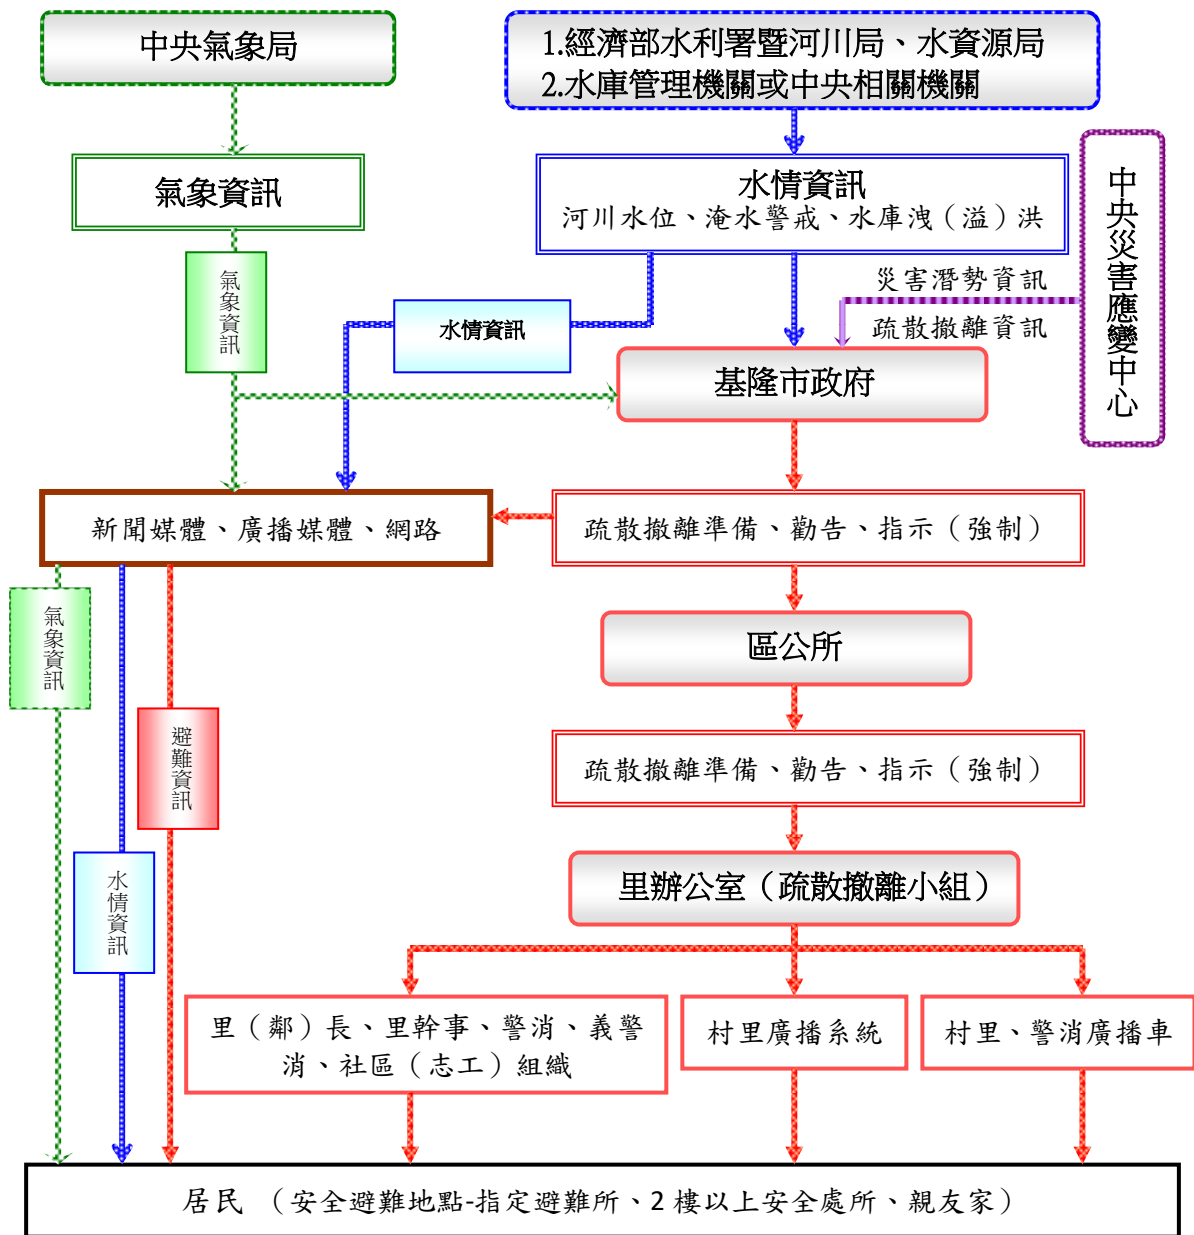 中央氣象局
1.經濟部水利署暨河川局、水資源局
2.水庫管理機關或中央相關機關
氣象資訊
水情資訊
河川水位、淹水警戒、水庫洩（溢）洪
中央災害應變中心
氣象資訊
災害潛勢資訊
疏散撤離資訊
水情資訊
基隆市政府
新聞媒體、廣播媒體、網路
疏散撤離準備、勸告、指示（強制）
氣象資訊
區公所
避難資訊
疏散撤離準備、勸告、指示（強制）
水情資訊
里辦公室（疏散撤離小組）
里（鄰）長、里幹事、警消、義警
消、社區（志工）組織
村里廣播系統
村里、警消廣播車
居民 （安全避難地點-指定避難所、2 樓以上安全處所、親友家）